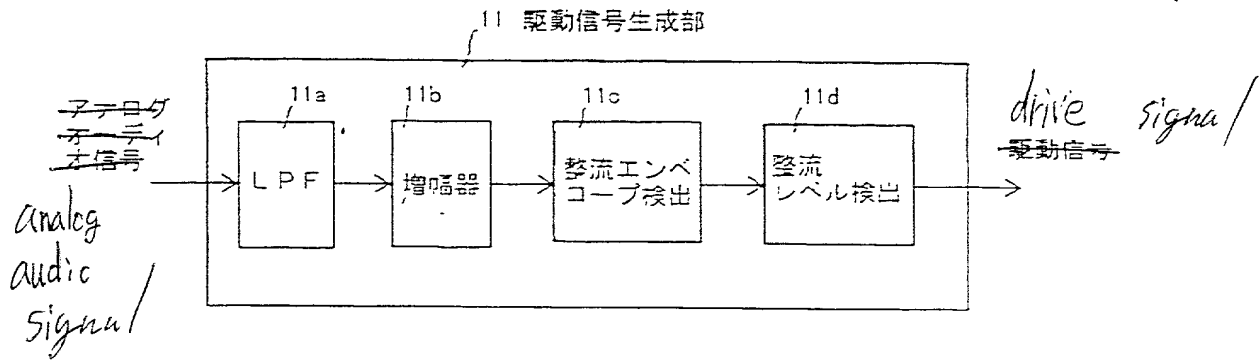 11 駆動信号生成部
アナログ
オーディ
オ信号
analog
audio
signal
11a
LPF
11b
増幅器
11c
整流エンベ
ロープ検出
11d
整流
レベル検出
drive signal
駆動信号